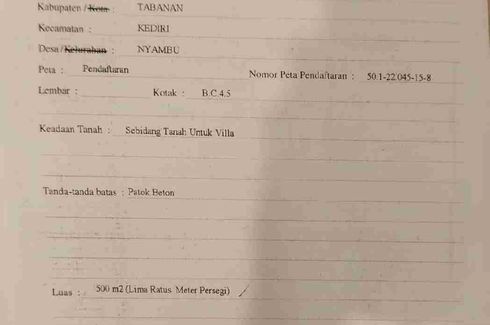 Kabupaten / Kota : TABANAN
Kecamatan : KEDIRI
Desa / Kelurahan : NYAMBU
Peta : Pendaftaran Nomor Peta Pendaftaran : 50.1-22.045-15-8
Lembar : Kotak : B.C.4.5
Keadaan Tanah : Sebidang Tanah Untuk Villa
Tanda-tanda batas : Patok Beton
Luas : 500 m2 (Lima Ratus Meter Persegi)